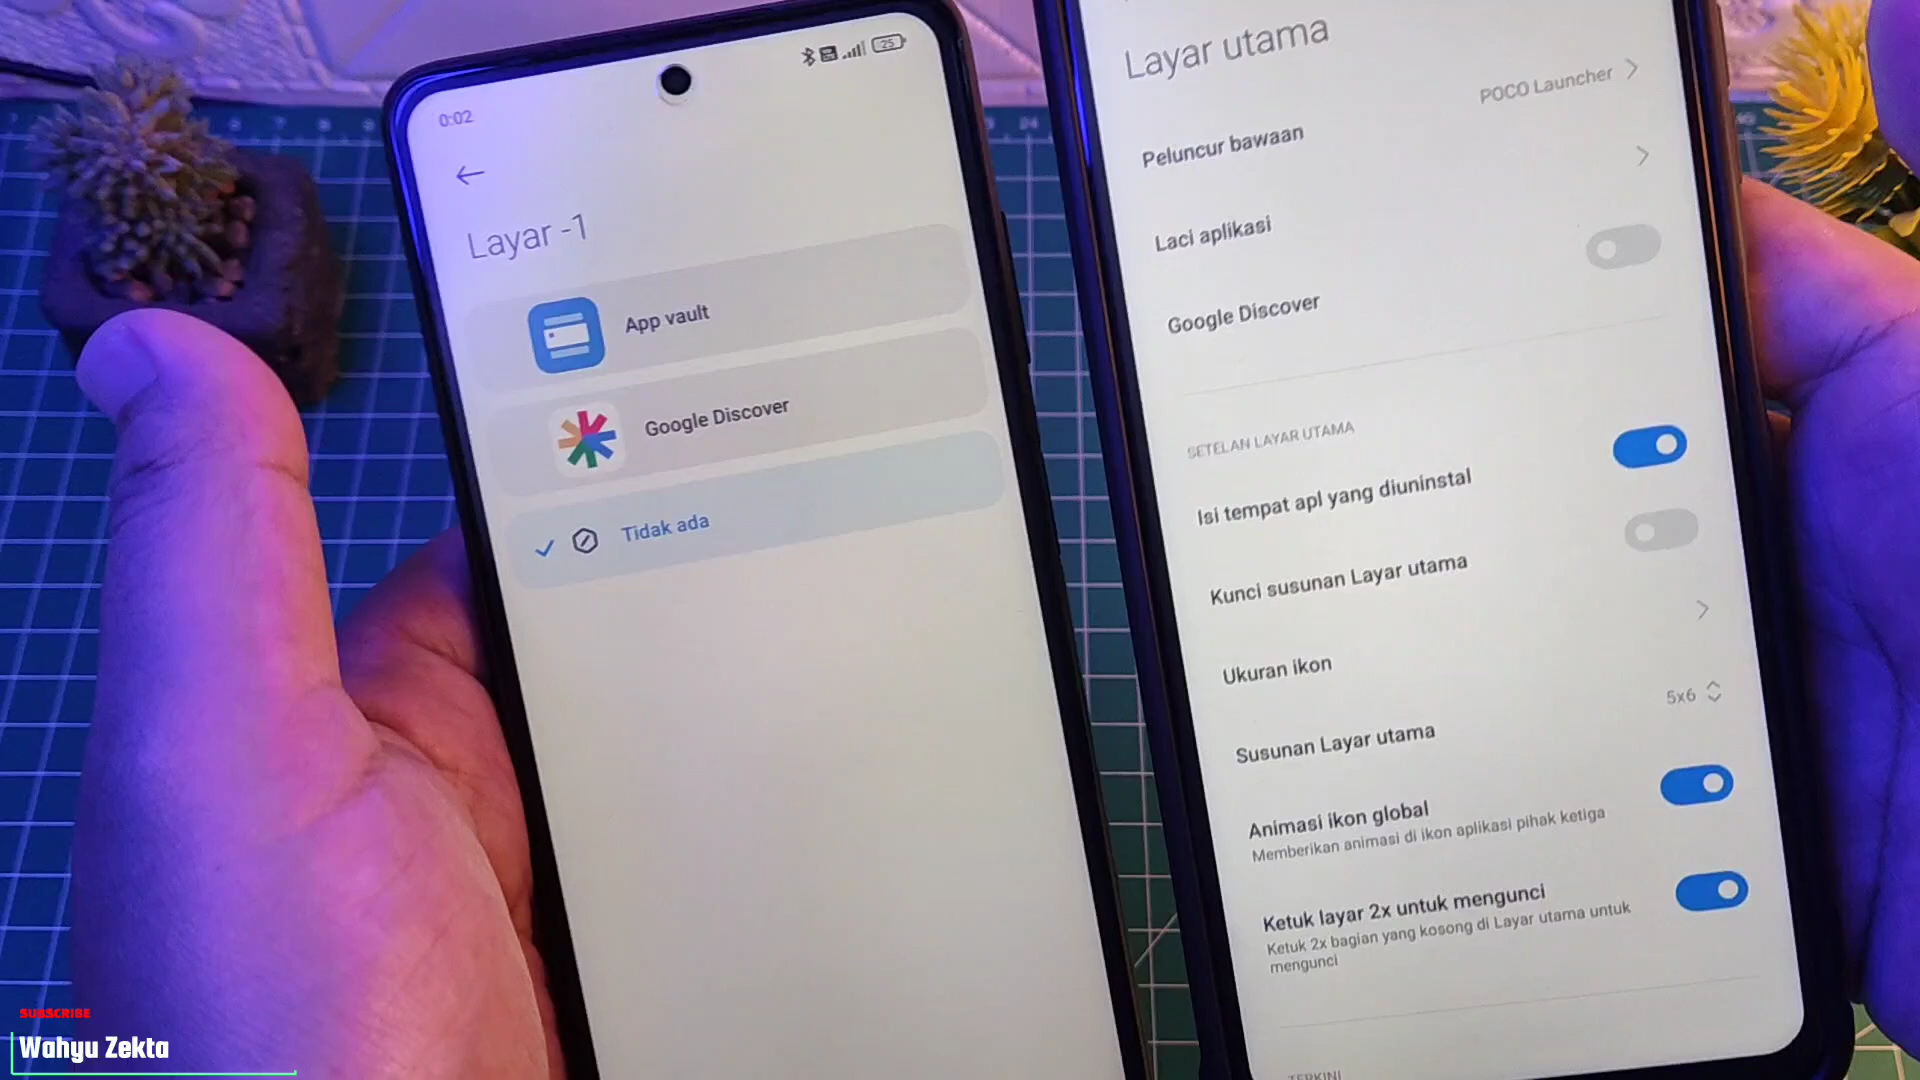 0:02
25
Layar -1
App vault
Google Discover
Tidak ada
Layar utama
POCO Launcher
Peluncur bawaan
Laci aplikasi
Google Discover
SETELAN LAYAR UTAMA
Isi tempat apl yang diuninstal
Kunci susunan Layar utama
Ukuran ikon
5x6
Susunan Layar utama
Animasi ikon global
Memberikan animasi di ikon aplikasi pihak ketiga
Ketuk layar 2x untuk mengunci
Ketuk 2x bagian yang kosong di Layar utama untuk
mengunci
TERKINI
SUBSCRIBE
Wahyu Zekta